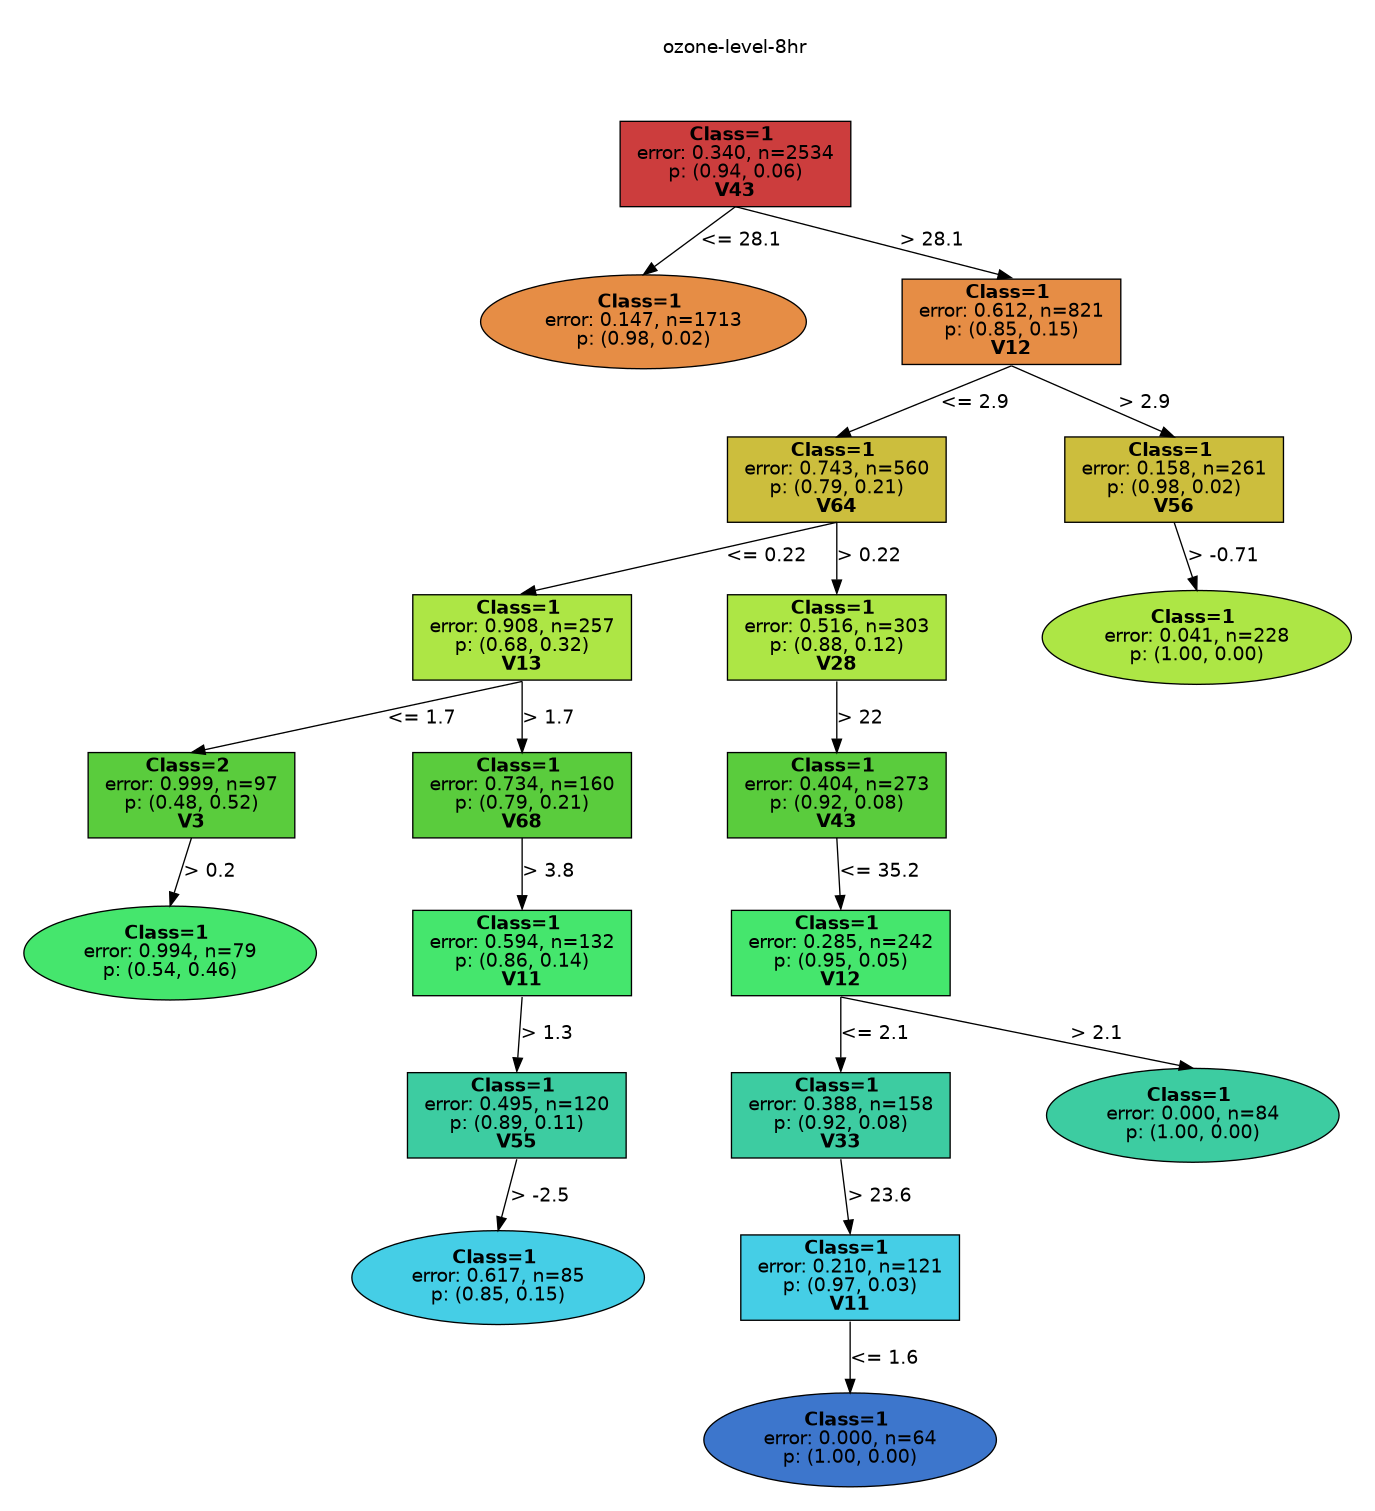 ozone-level-8hr
Class=1
error: 0.340, n=2534
p: (0.94, 0.06)
V43
<= 28.1
> 28.1
Class=1
error: 0.147, n=1713
p: (0.98, 0.02)
Class=1
error: 0.612, n=821
p: (0.85, 0.15)
V12
<= 2.9
> 2.9
Class=1
error: 0.743, n=560
p: (0.79, 0.21)
V64
Class=1
error: 0.158, n=261
p: (0.98, 0.02)
V56
<= 0.22
> 0.22
> -0.71
Class=1
error: 0.908, n=257
p: (0.68, 0.32)
V13
Class=1
error: 0.516, n=303
p: (0.88, 0.12)
V28
Class=1
error: 0.041, n=228
p: (1.00, 0.00)
<= 1.7
> 1.7
> 22
Class=2
error: 0.999, n=97
p: (0.48, 0.52)
V3
Class=1
error: 0.734, n=160
p: (0.79, 0.21)
V68
Class=1
error: 0.404, n=273
p: (0.92, 0.08)
V43
> 0.2
> 3.8
<= 35.2
Class=1
error: 0.994, n=79
p: (0.54, 0.46)
Class=1
error: 0.594, n=132
p: (0.86, 0.14)
V11
Class=1
error: 0.285, n=242
p: (0.95, 0.05)
V12
> 1.3
<= 2.1
> 2.1
Class=1
error: 0.495, n=120
p: (0.89, 0.11)
V55
Class=1
error: 0.388, n=158
p: (0.92, 0.08)
V33
Class=1
error: 0.000, n=84
p: (1.00, 0.00)
> -2.5
> 23.6
Class=1
error: 0.617, n=85
p: (0.85, 0.15)
Class=1
error: 0.210, n=121
p: (0.97, 0.03)
V11
<= 1.6
Class=1
error: 0.000, n=64
p: (1.00, 0.00)